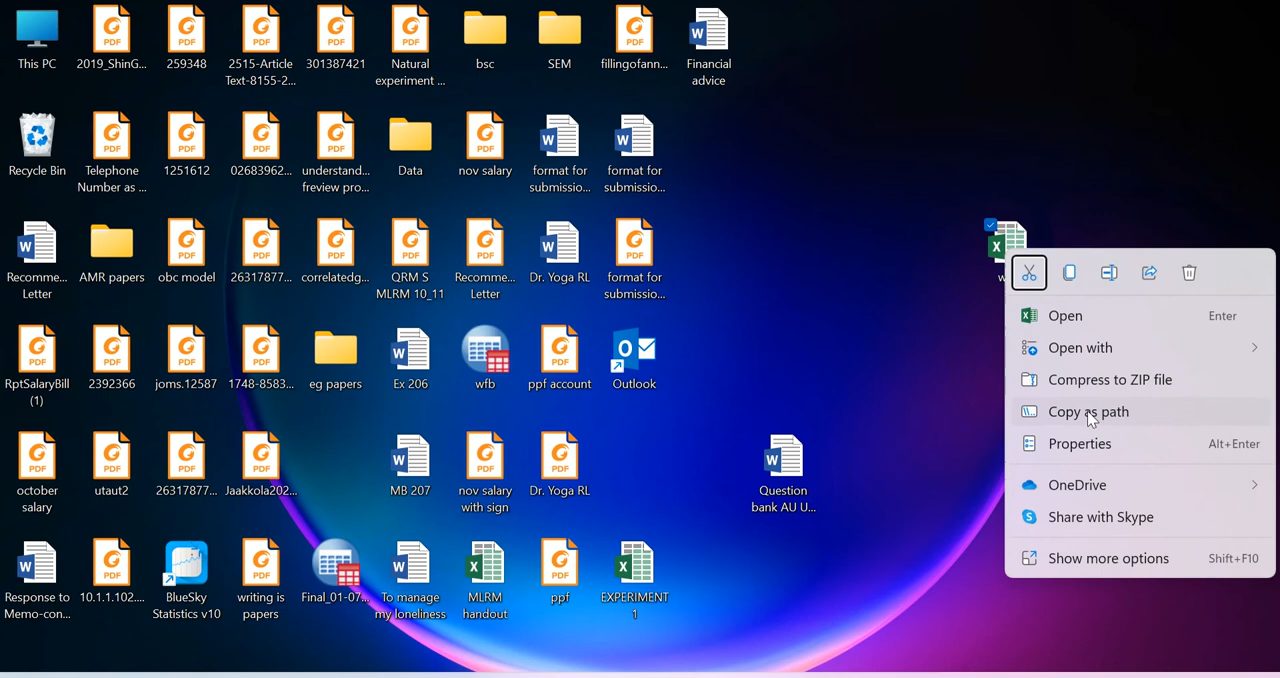 This PC
2019_ShinG...
259348
2515-Article
Text-8155-2...
301387421
Natural
experiment ...
bsc
SEM
fillingofann...
Financial
advice
Recycle Bin
Telephone
Number as ...
1251612
02683962...
understand...
freview pro...
Data
nov salary
format for
submissio...
format for
submissio...
Recomme...
Letter
AMR papers
obc model
26317877...
correlatedg...
QRM S
MLRM 10_11
Recomme...
Letter
Dr. Yoga RL
format for
submissio...
RptSalaryBill
(1)
2392366
joms.12587
1748-8583...
eg papers
Ex 206
wfb
ppf account
Outlook
october
salary
utaut2
26317877...
Jaakkola202...
MB 207
nov salary
with sign
Dr. Yoga RL
Question
bank AU U...
Response to
Memo-con...
10.1.1.102....
BlueSky
Statistics v10
writing is
papers
Final_01-07...
To manage
my loneliness
MLRM
handout
ppf
EXPERIMENT
1
Open Enter
Open with
Compress to ZIP file
Copy as path
Properties Alt+Enter
OneDrive
Share with Skype
Show more options Shift+F10